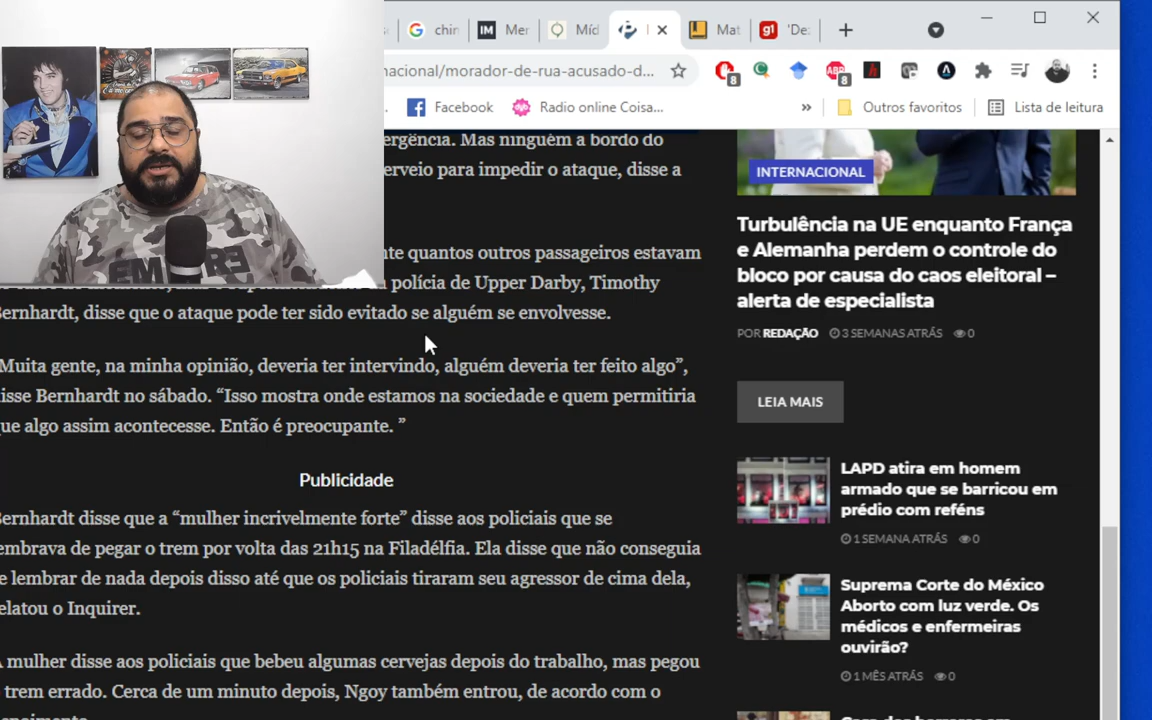 chin
Mer
Míd
Mat
'De:
nacional/morador-de-rua-acusado-d...
8
8
Facebook
Radio online Coisa...
»
Outros favoritos
Lista de leitura
ergência. Mas ninguém a bordo do
erveio para impedir o ataque, disse a
nte quantos outros passageiros estavam
polícia de Upper Darby, Timothy
ernhardt, disse que o ataque pode ter sido evitado se alguém se envolvesse.
Muita gente, na minha opinião, deveria ter intervindo, alguém deveria ter feito algo”,
isse Bernhardt no sábado. “Isso mostra onde estamos na sociedade e quem permitiria
ue algo assim acontecesse. Então é preocupante. ”
Publicidade
ernhardt disse que a “mulher incrivelmente forte” disse aos policiais que se
embrava de pegar o trem por volta das 21h15 na Filadélfia. Ela disse que não conseguia
e lembrar de nada depois disso até que os policiais tiraram seu agressor de cima dela,
elatou o Inquirer.
A mulher disse aos policiais que bebeu algumas cervejas depois do trabalho, mas pegou
trem errado. Cerca de um minuto depois, Ngoy também entrou, de acordo com o
INTERNACIONAL
Turbulência na UE enquanto França
e Alemanha perdem o controle do
bloco por causa do caos eleitoral –
alerta de especialista
POR REDAÇÃO 3 SEMANAS ATRÁS 0
LEIA MAIS
LAPD atira em homem
armado que se barricou em
prédio com reféns
1 SEMANA ATRÁS 0
Suprema Corte do México
Aborto com luz verde. Os
médicos e enfermeiras
ouvirão?
1 MÊS ATRÁS 0